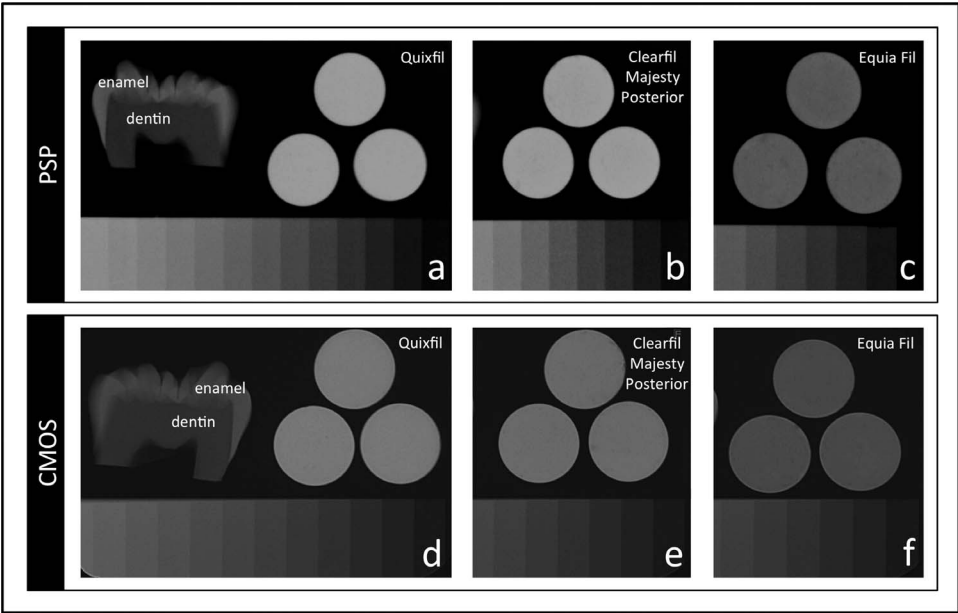 PSP
enamel
dentin
Quixfil
a
Clearfil
Majesty
Posterior
b
Equia Fil
c
CMOS
enamel
dentin
Quixfil
d
Clearfil
Majesty
Posterior
e
Equia Fil
f